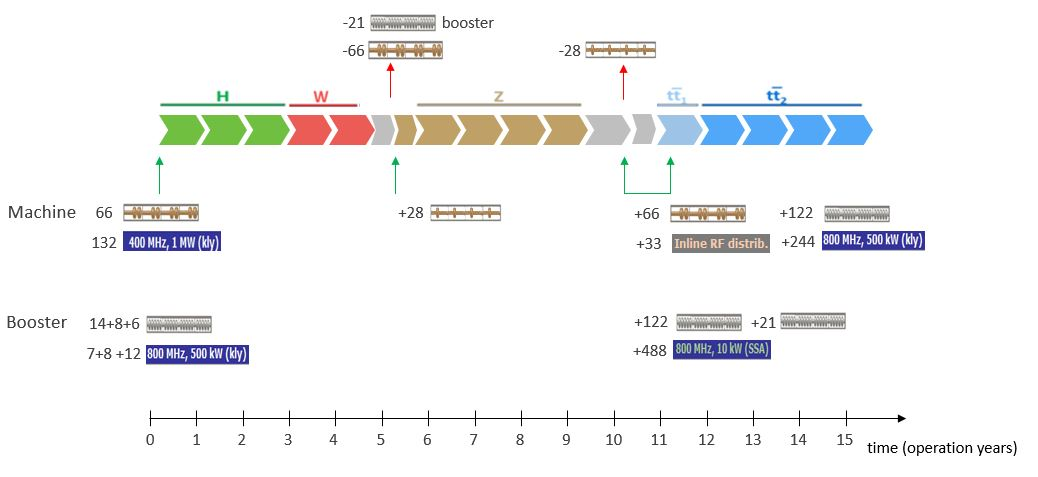 -21 booster
-66
-28
H W Z tt̅1 tt̅2
Machine 66 +28 +66 +122
132 400 MHz, 1 MW (kly) +33 Inline RF distrib. +244 800 MHz, 500 kW (kly)
Booster 14+8+6 +122 +21
7+8 +12 800 MHz, 500 kW (kly) +488 800 MHz, 10 kW (SSA)
0 1 2 3 4 5 6 7 8 9 10 11 12 13 14 15
time (operation years)